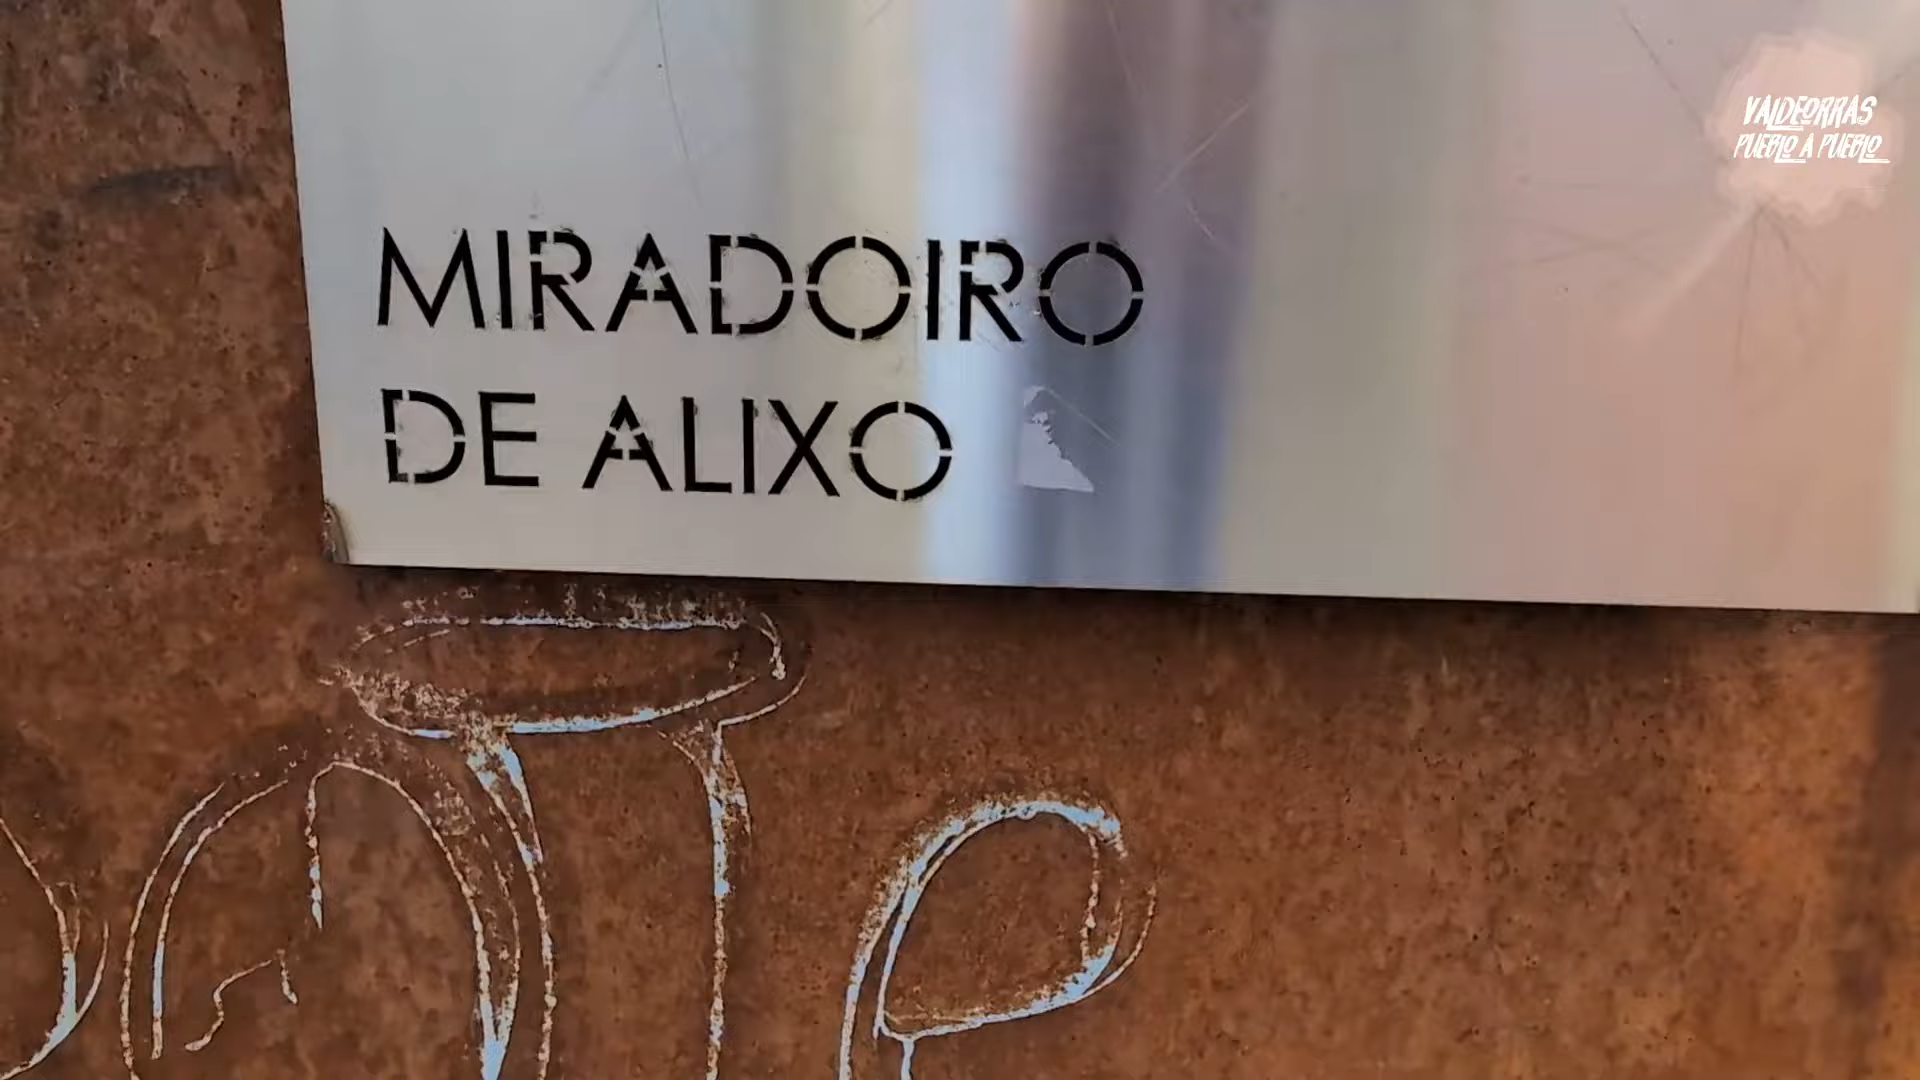 MIRADOIRO
DE ALIXO
VALDEORRAS
PUEBLO A PUEBLO